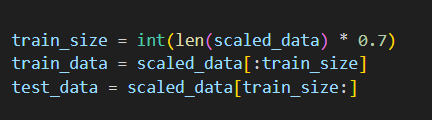 train_size = int(len(scaled_data) * 0.7)
train_data = scaled_data[:train_size]
test_data = scaled_data[train_size:]